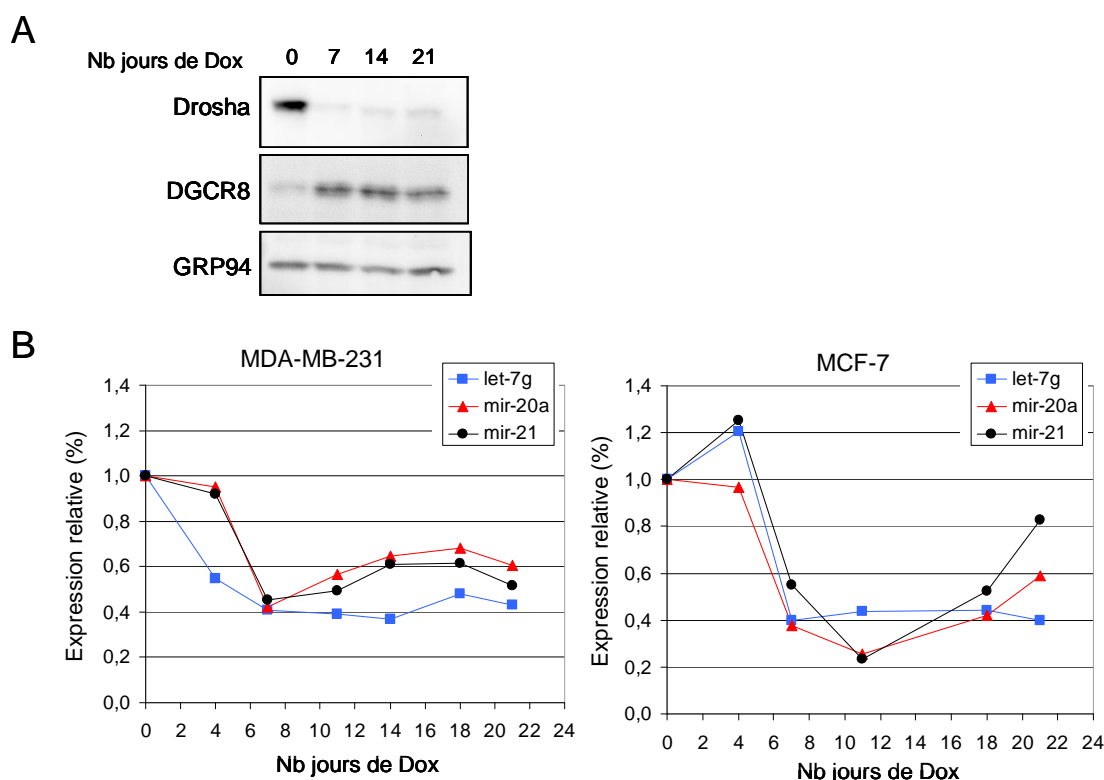 A
Nb jours de Dox 0 7 14 21
Drosha
DGCR8
GRP94
B
MDA-MB-231
let-7g
mir-20a
mir-21
Expression relative (%)
1,4
1,2
1,0
0,8
0,6
0,4
0,2
0,0
0 2 4 6 8 10 12 14 16 18 20 22 24
Nb jours de Dox
MCF-7
let-7g
mir-20a
mir-21
Expression relative (%)
1,4
1,2
1,0
0,8
0,6
0,4
0,2
0,0
0 2 4 6 8 10 12 14 16 18 20 22 24
Nb jours de Dox